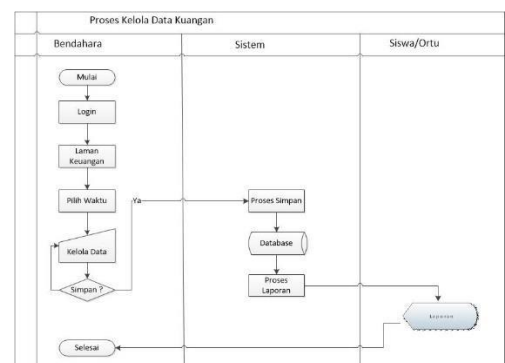 Proses Kelola Data Kuangan
Bendahara
Sistem
Siswa/Ortu
Mulai
Login
Laman
Keuangan
Pilih Waktu
Ya
Proses Simpan
Kelola Data
Database
Simpan ?
Proses
Laporan
Laporan
Selesai